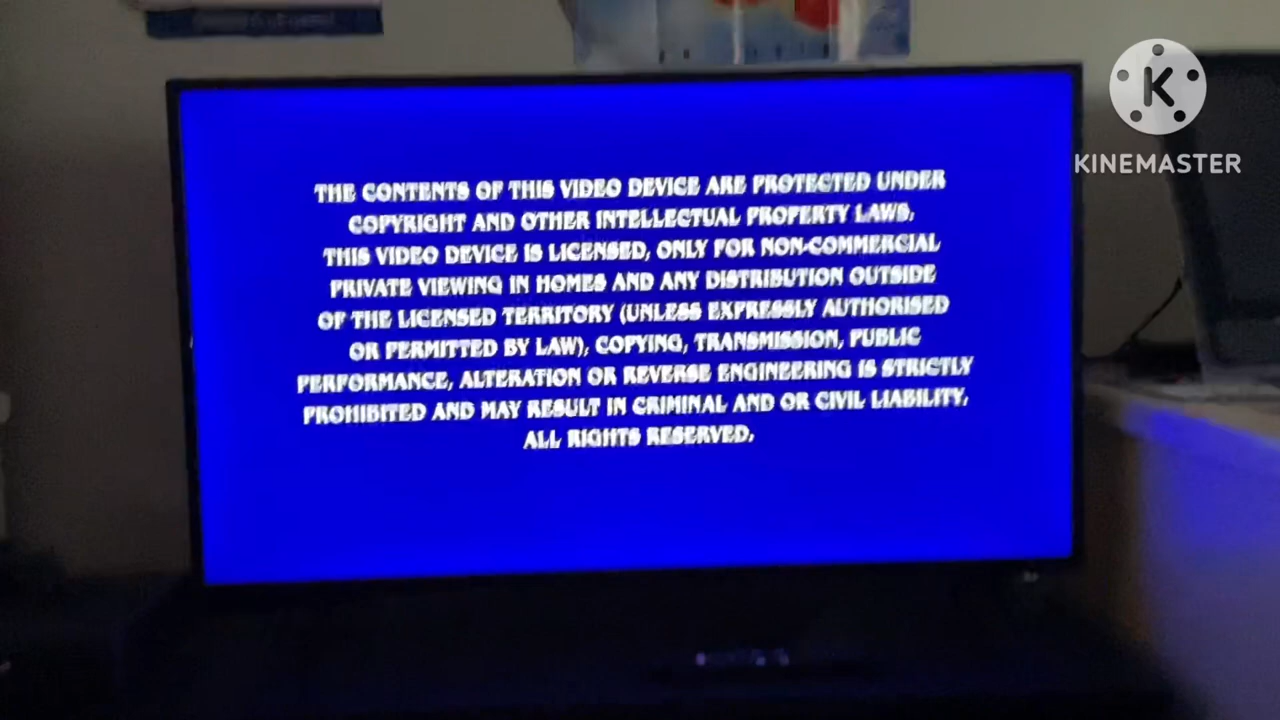 THE CONTENTS OF THIS VIDEO DEVICE ARE PROTECTED UNDER
COPYRIGHT AND OTHER INTELLECTUAL PROPERTY LAWS.
THIS VIDEO DEVICE IS LICENSED, ONLY FOR NON-COMMERCIAL
PRIVATE VIEWING IN HOMES AND ANY DISTRIBUTION OUTSIDE
OF THE LICENSED TERRITORY (UNLESS EXPRESSLY AUTHORISED
OR PERMITTED BY LAW), COPYING, TRANSMISSION, PUBLIC
PERFORMANCE, ALTERATION OR REVERSE ENGINEERING IS STRICTLY
PROHIBITED AND MAY RESULT IN CRIMINAL AND OR CIVIL LIABILITY.
ALL RIGHTS RESERVED.
K
KINEMASTER